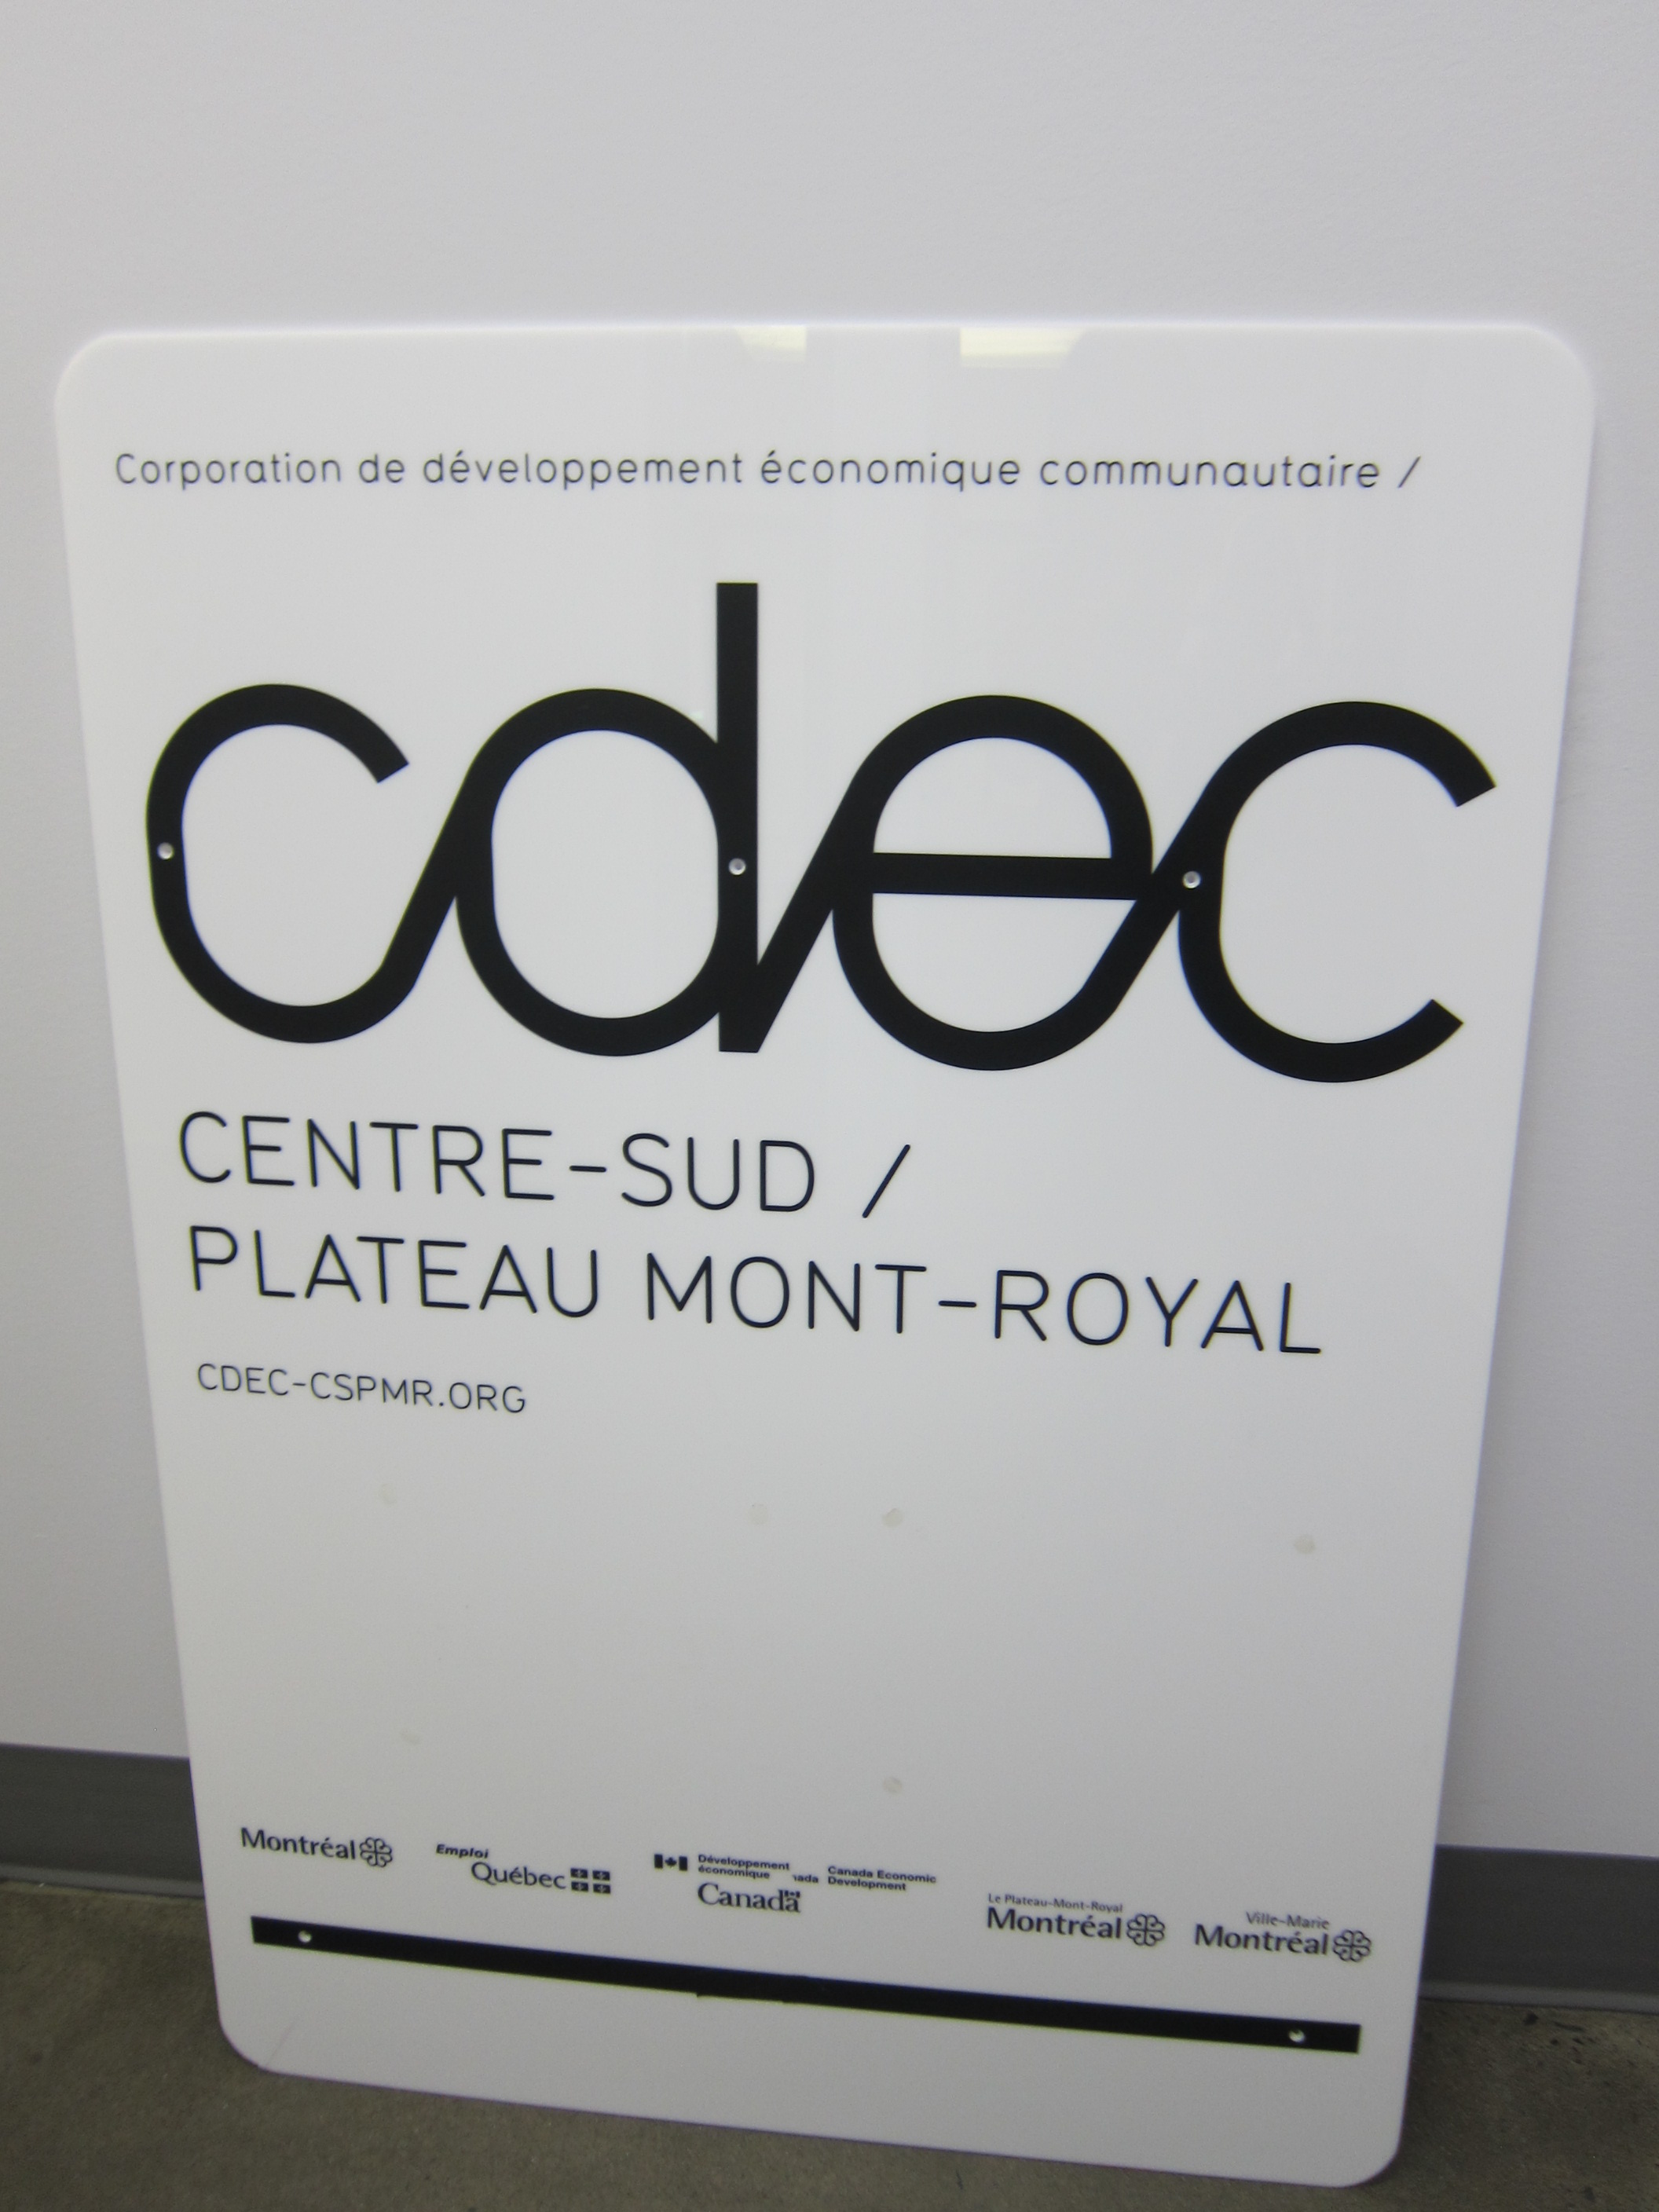 Corporation de développement économique communautaire /
cdec
CENTRE-SUD /
PLATEAU MONT-ROYAL
CDEC-CSPMR.ORG
Montréal
Emploi
Québec
Développement
économique
Canada Economic
Development
Canada
Le Plateau-Mont-Royal
Montréal
Ville-Marie
Montréal